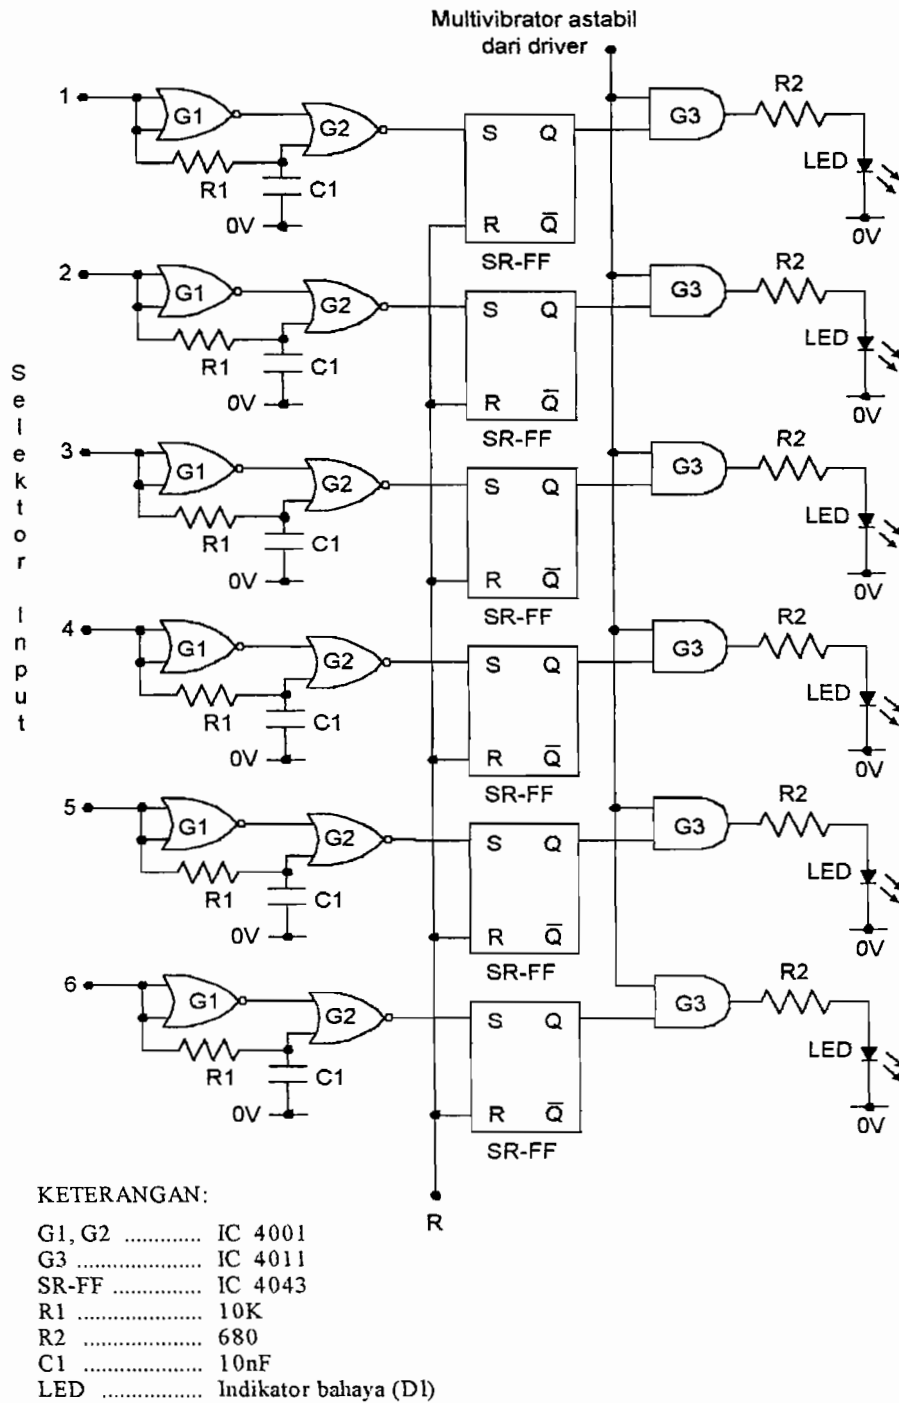 Multivibrator astabil
dari driver
Selektor Input
1
G1
G2
R1
C1
0V
S
Q
R
Q̅
SR-FF
G3
R2
LED
0V
2
G1
G2
R1
C1
0V
S
Q
R
Q̅
SR-FF
G3
R2
LED
0V
3
G1
G2
R1
C1
0V
S
Q
R
Q̅
SR-FF
G3
R2
LED
0V
4
G1
G2
R1
C1
0V
S
Q
R
Q̅
SR-FF
G3
R2
LED
0V
5
G1
G2
R1
C1
0V
S
Q
R
Q̅
SR-FF
G3
R2
LED
0V
6
G1
G2
R1
C1
0V
S
Q
R
Q̅
SR-FF
G3
R2
LED
0V
R
KETERANGAN:
G1, G2 ............. IC 4001
G3 ..................... IC 4011
SR-FF ............... IC 4043
R1 ..................... 10K
R2 ..................... 680
C1 ..................... 10nF
LED ................. Indikator bahaya (D1)